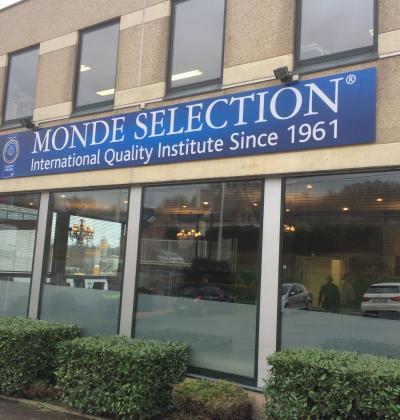 MONDE SELECTION®
International Quality Institute Since 1961